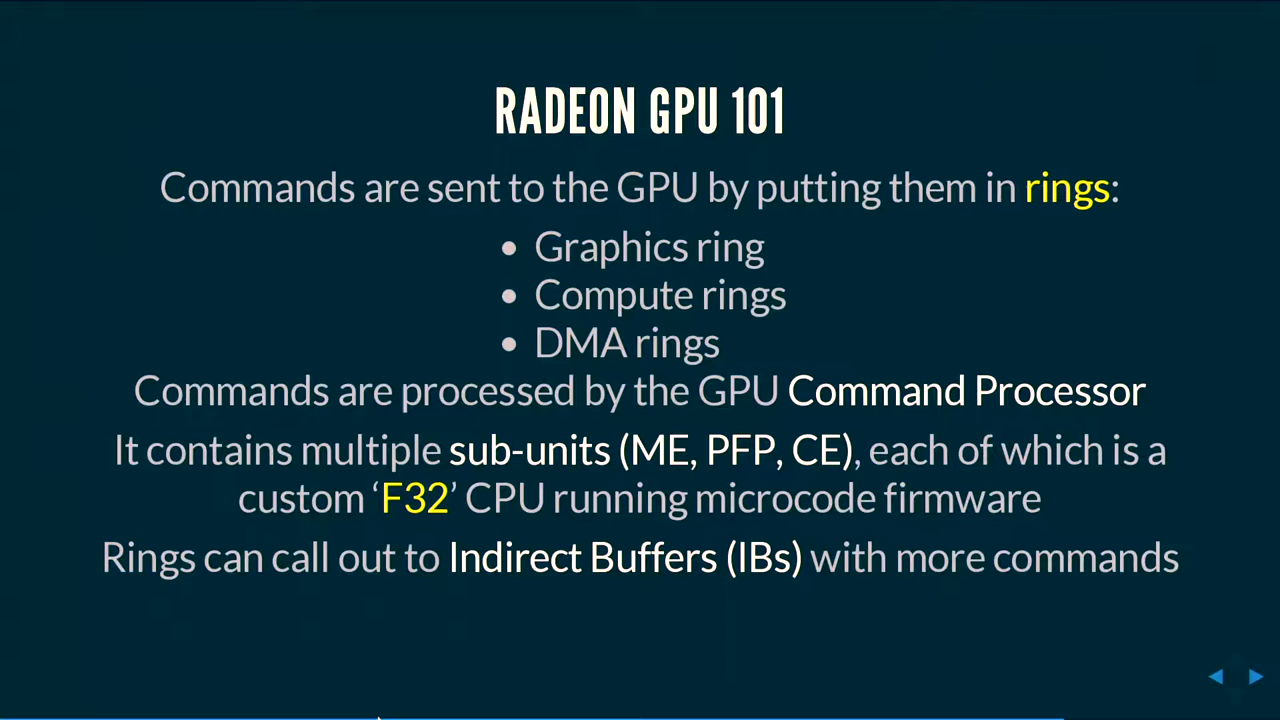 RADEON GPU 101
Commands are sent to the GPU by putting them in rings:
• Graphics ring
• Compute rings
• DMA rings
Commands are processed by the GPU Command Processor
It contains multiple sub-units (ME, PFP, CE), each of which is a
custom ‘F32’ CPU running microcode firmware
Rings can call out to Indirect Buffers (IBs) with more commands